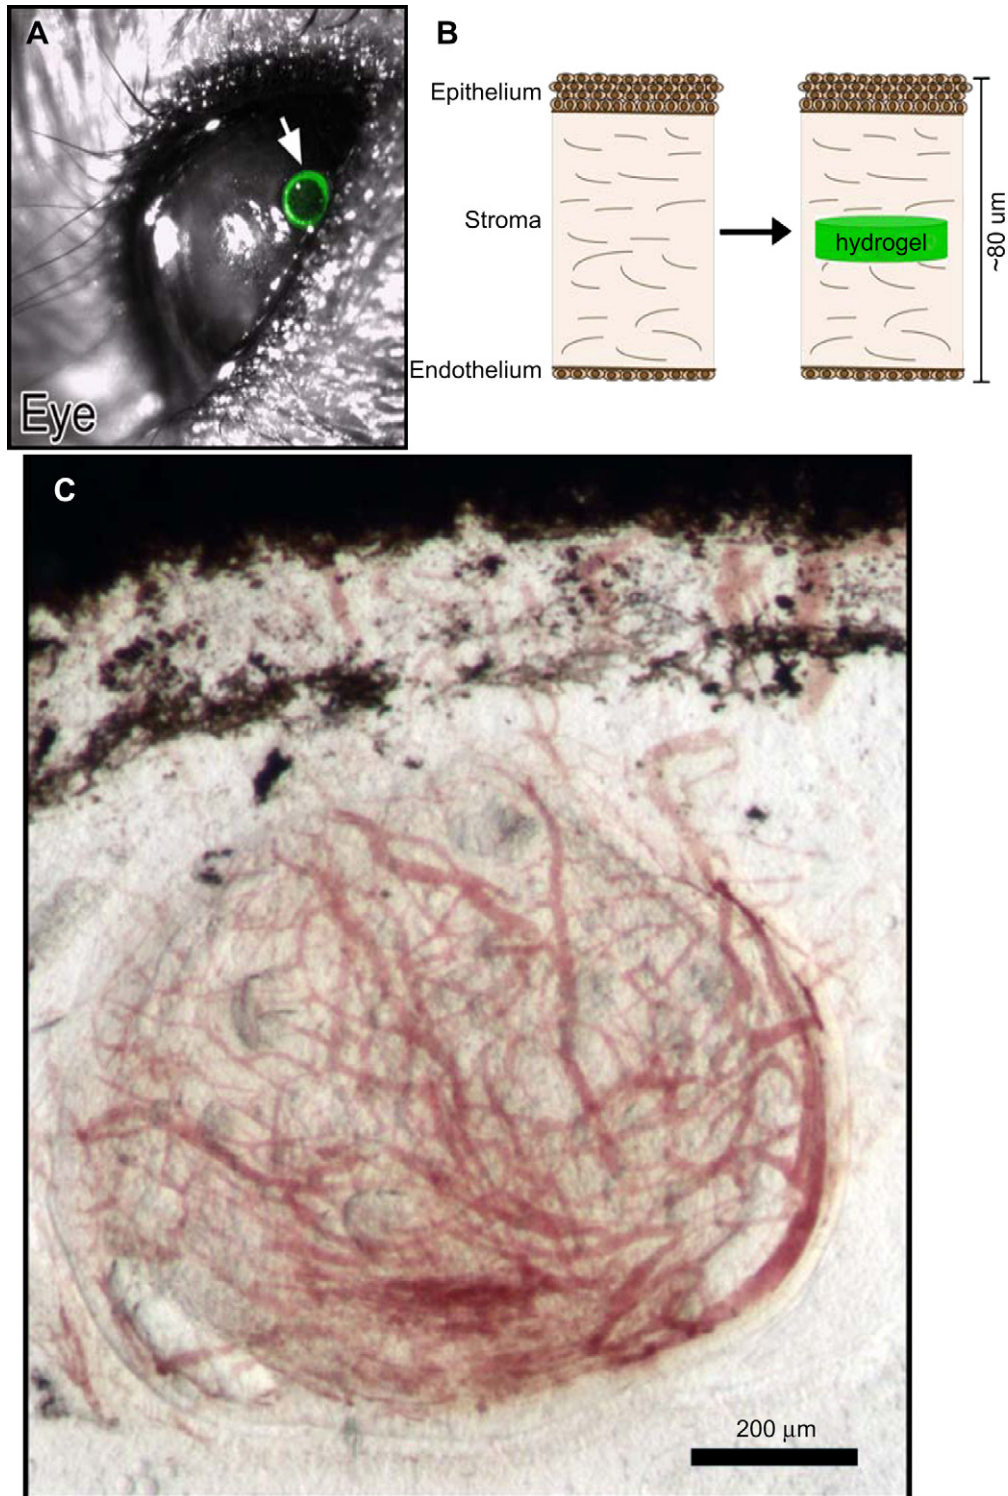 A
Eye
B
Epithelium
Stroma
Endothelium
hydrogel
~80 um
C
200 μm